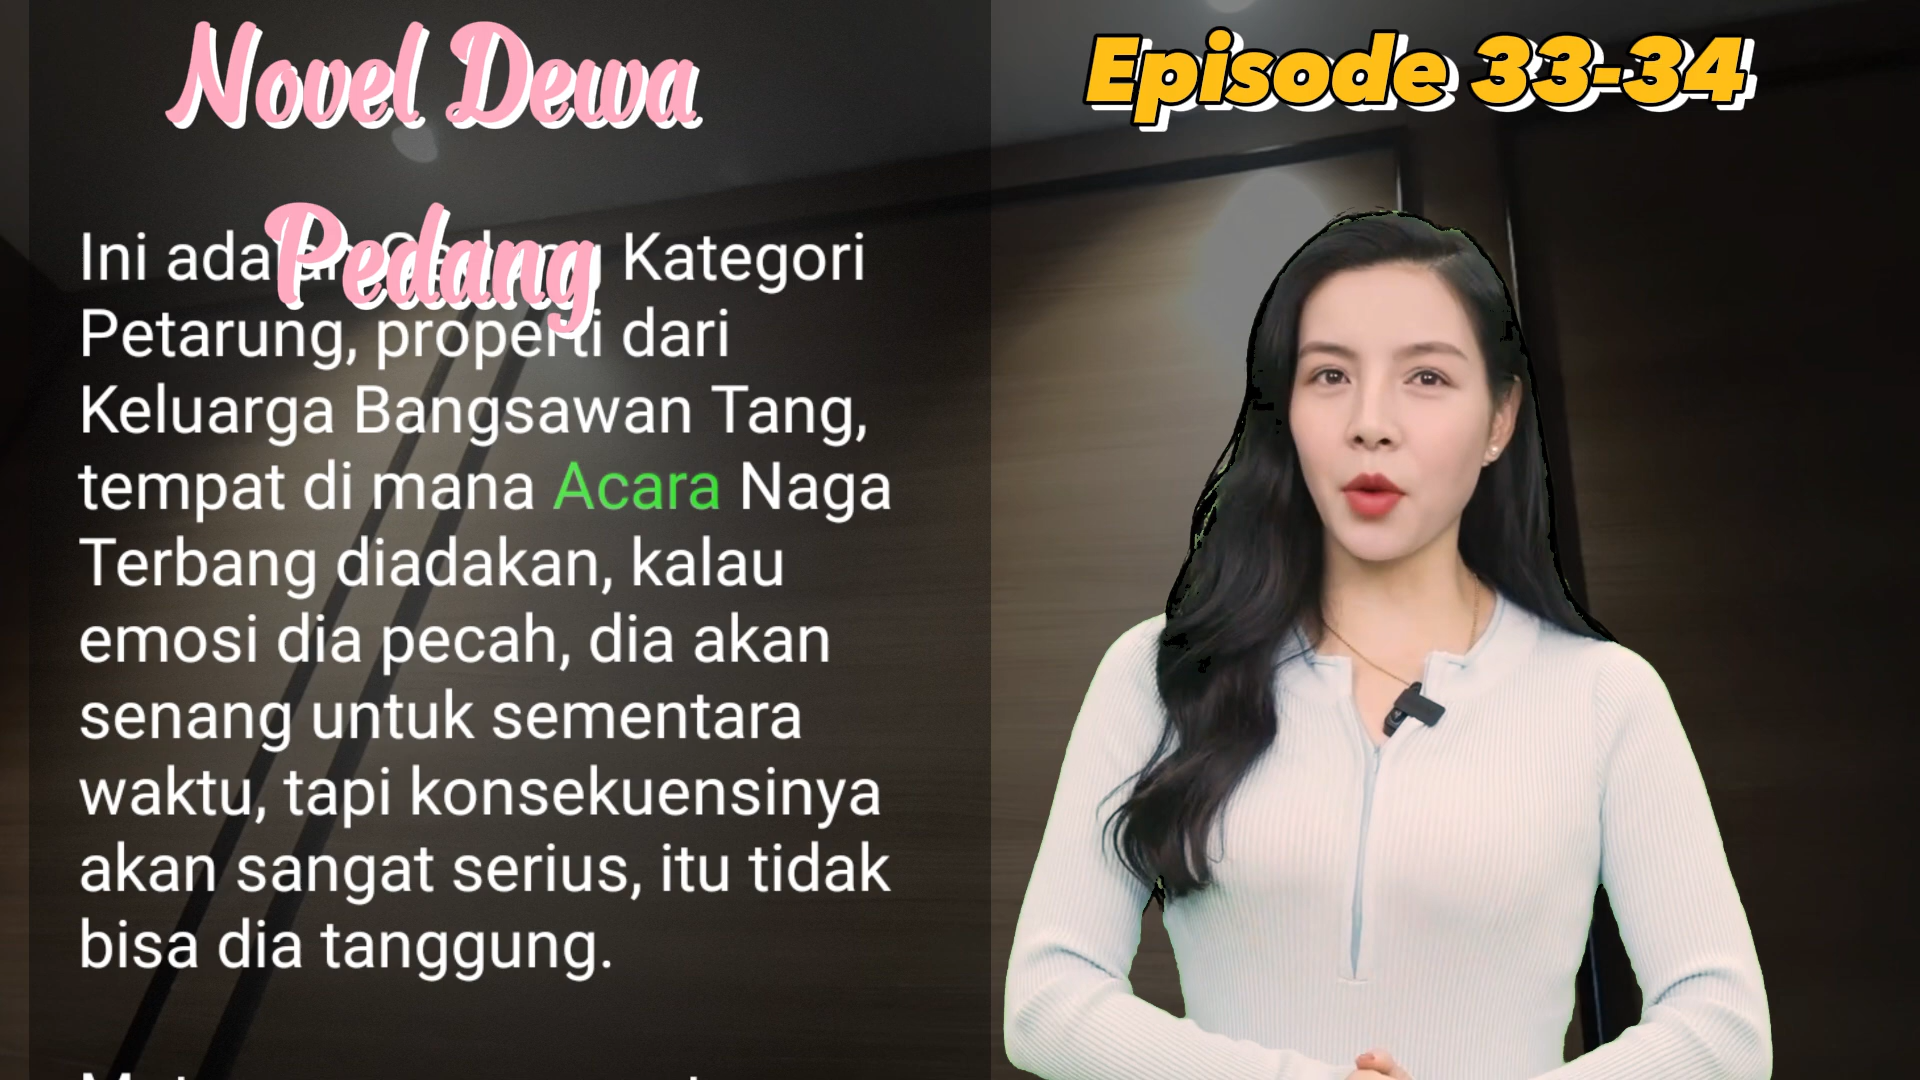 Novel Dewa
Pedang
Episode 33-34
Ini Kategori
Petarung, properti dari
Keluarga Bangsawan Tang,
tempat di mana Acara Naga
Terbang diadakan, kalau
emosi dia pecah, dia akan
senang untuk sementara
waktu, tapi konsekuensinya
akan sangat serius, itu tidak
bisa dia tanggung.